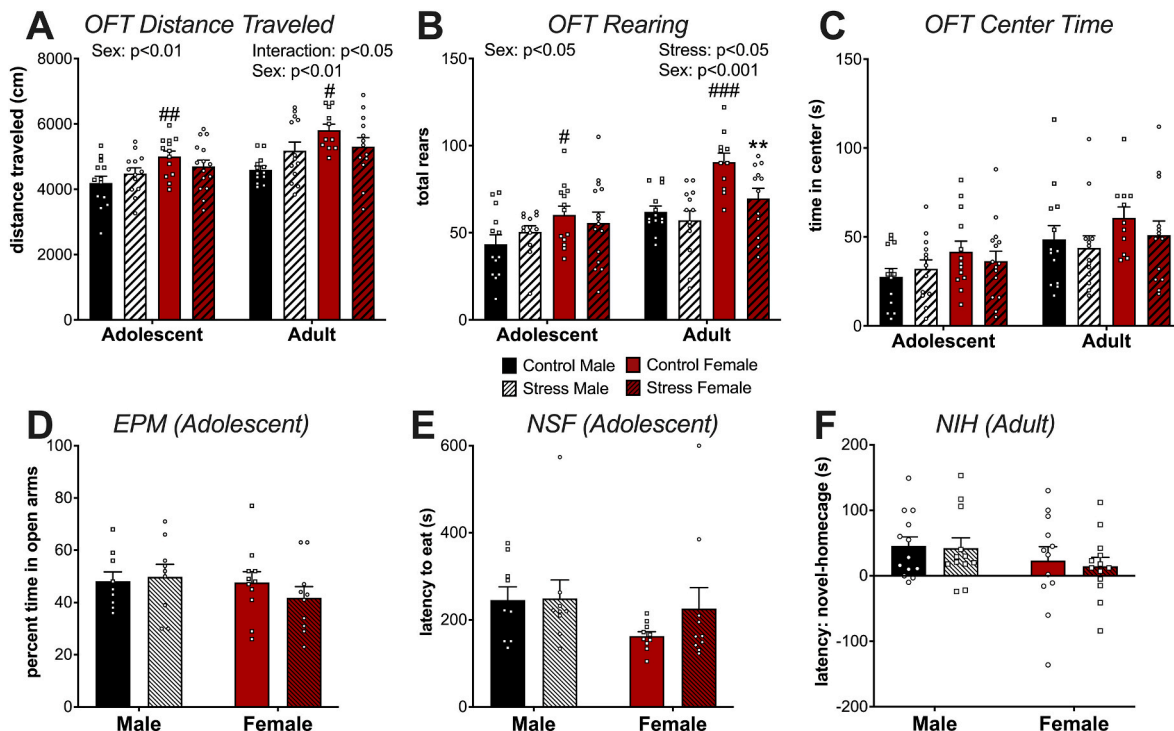 A OFT Distance Traveled
Sex: p<0.01
Interaction: p<0.05
Sex: p<0.01
distance traveled (cm)
8000
6000
4000
2000
0
##
#
Adolescent
Adult
B OFT Rearing
Sex: p<0.05
Stress: p<0.05
Sex: p<0.001
total rears
150
100
50
0
#
###
**
Adolescent
Adult
C OFT Center Time
time in center (s)
150
100
50
0
Adolescent
Adult
Control Male
Control Female
Stress Male
Stress Female
D EPM (Adolescent)
percent time in open arms
100
80
60
40
20
0
Male
Female
E NSF (Adolescent)
latency to eat (s)
600
400
200
0
Male
Female
F NIH (Adult)
latency: novel-homecage (s)
200
100
0
-100
-200
Male
Female